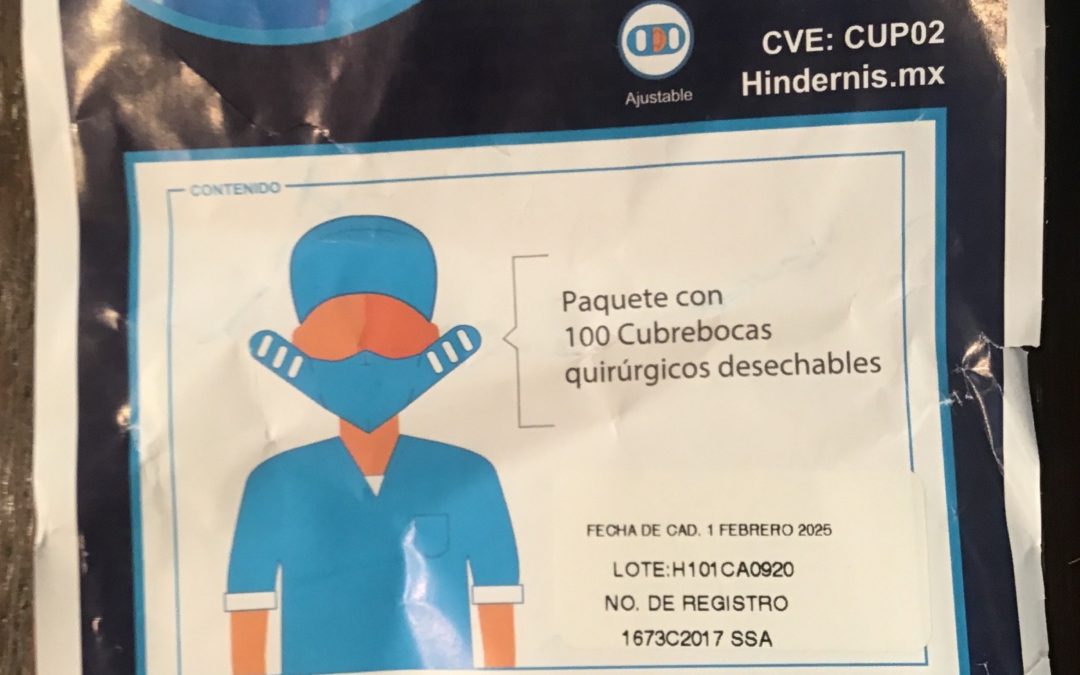 CVE: CUP02
Hindernis.mx
Ajustable
CONTENIDO
Paquete con
100 Cubrebocas
quirúrgicos desechables
FECHA DE CAD. 1 FEBRERO 2025
LOTE:H101CA0920
NO. DE REGISTRO
1673C2017 SSA